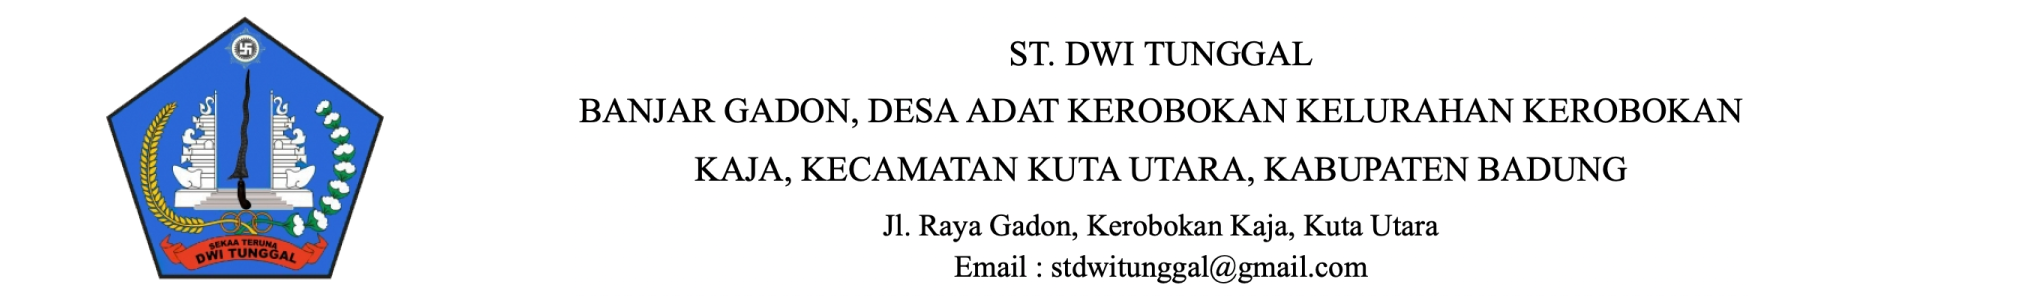 ST. DWI TUNGGAL
BANJAR GADON, DESA ADAT KEROBOKAN KELURAHAN KEROBOKAN
KAJA, KECAMATAN KUTA UTARA, KABUPATEN BADUNG
Jl. Raya Gadon, Kerobokan Kaja, Kuta Utara
Email : stdwitunggal@gmail.com
SEKAA TERUNA
DWI TUNGGAL